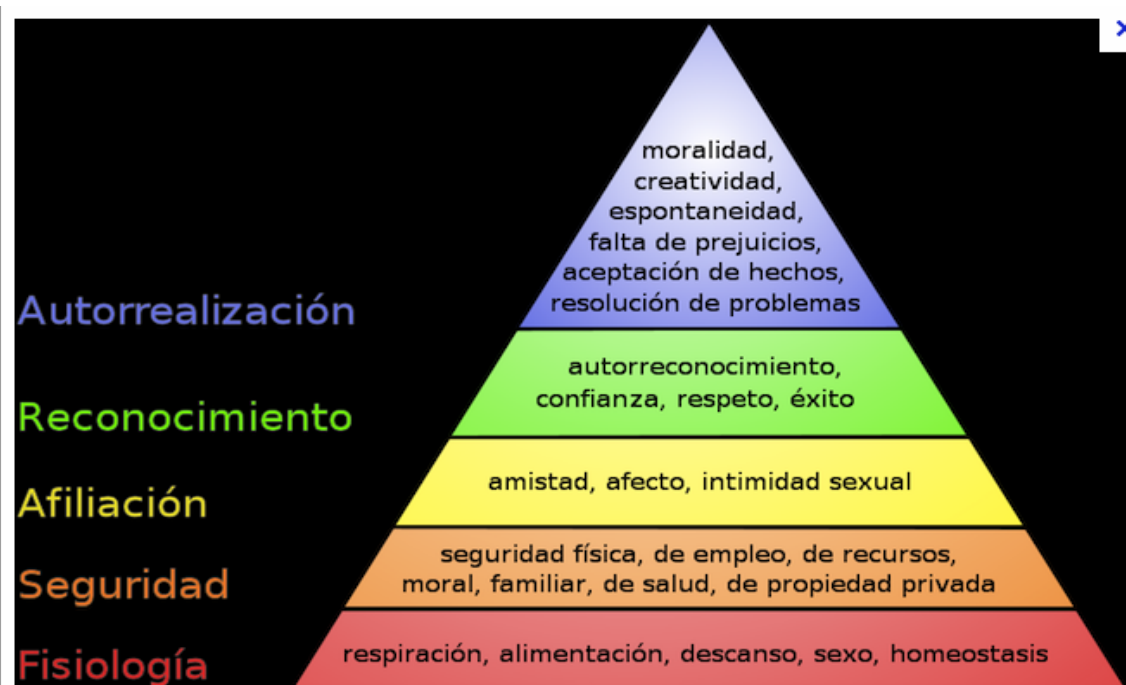 moralidad,
creatividad,
espontaneidad,
falta de prejuicios,
aceptación de hechos,
resolución de problemas
Autorrealización
autorreconocimiento,
confianza, respeto, éxito
Reconocimiento
amistad, afecto, intimidad sexual
Afiliación
seguridad física, de empleo, de recursos,
moral, familiar, de salud, de propiedad privada
Seguridad
respiración, alimentación, descanso, sexo, homeostasis
Fisiología